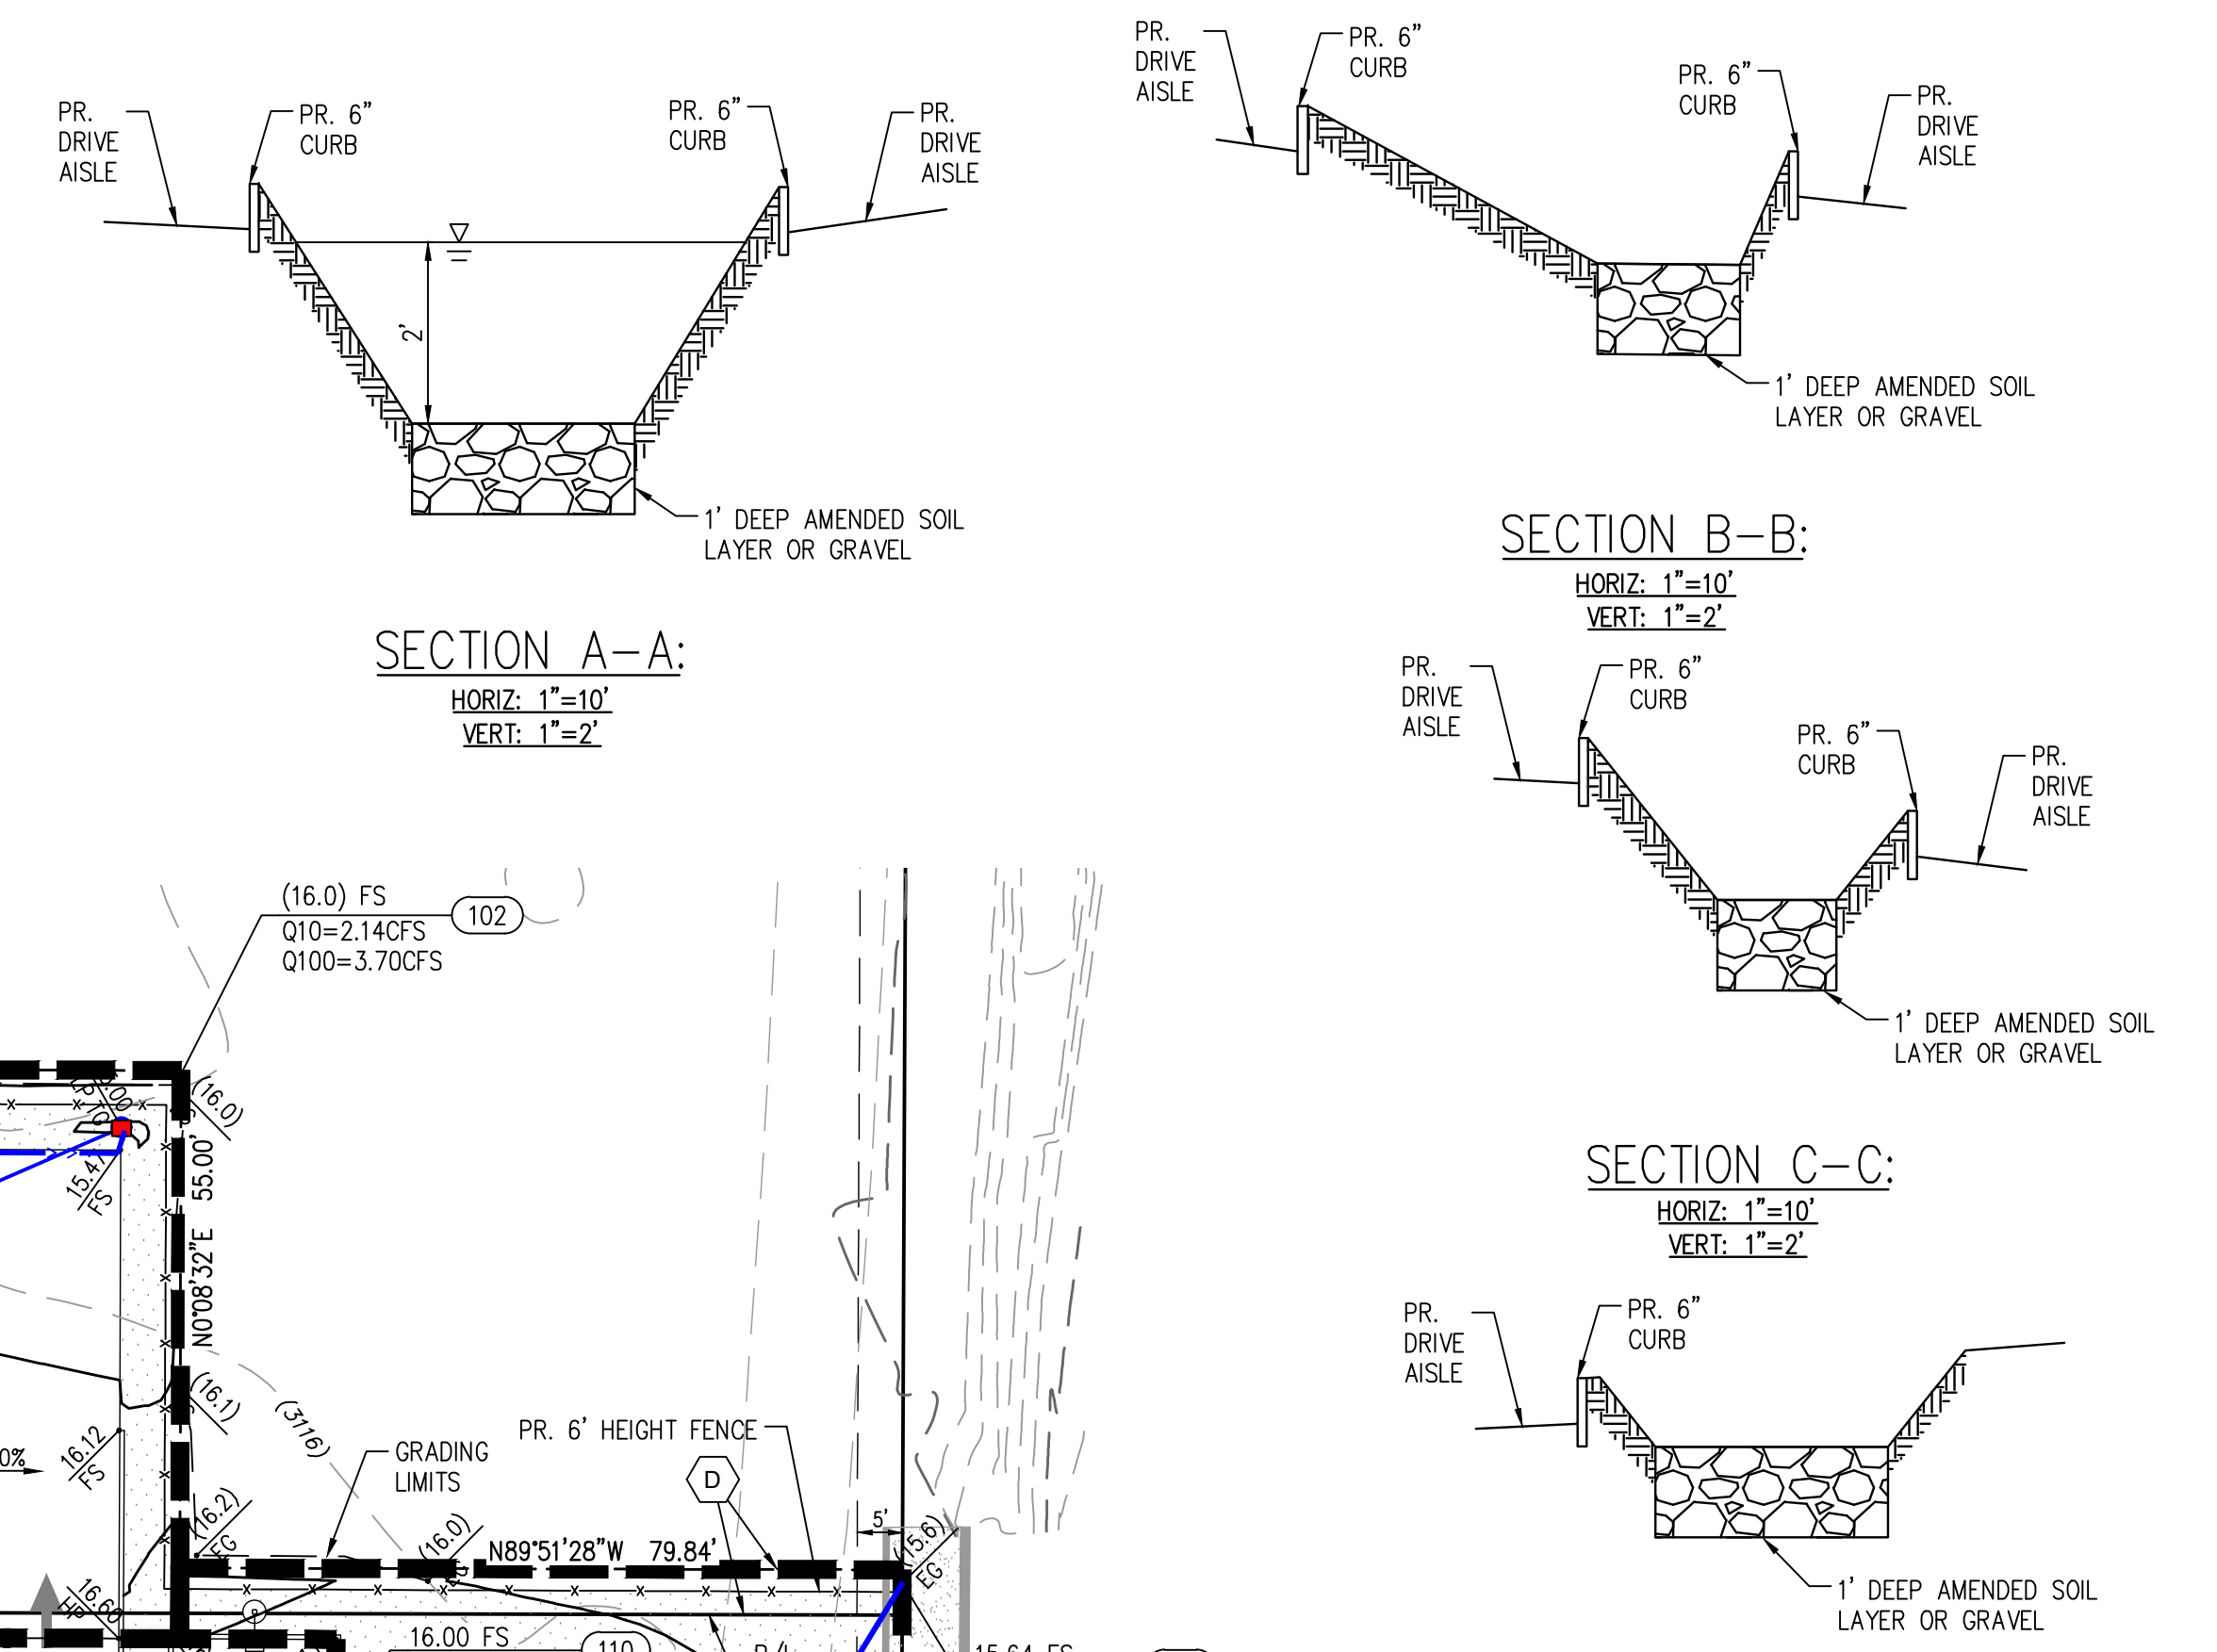 PR.
DRIVE
AISLE
PR. 6"
CURB
PR. 6"
CURB
PR.
DRIVE
AISLE
2'
1' DEEP AMENDED SOIL
LAYER OR GRAVEL
SECTION A-A:
HORIZ: 1"=10'
VERT: 1"=2'
PR.
DRIVE
AISLE
PR. 6"
CURB
PR. 6"
CURB
PR.
DRIVE
AISLE
1' DEEP AMENDED SOIL
LAYER OR GRAVEL
SECTION B-B:
HORIZ: 1"=10'
VERT: 1"=2'
PR.
DRIVE
AISLE
PR. 6"
CURB
PR. 6"
CURB
PR.
DRIVE
AISLE
1' DEEP AMENDED SOIL
LAYER OR GRAVEL
SECTION C-C:
HORIZ: 1"=10'
VERT: 1"=2'
PR.
DRIVE
AISLE
PR. 6"
CURB
1' DEEP AMENDED SOIL
LAYER OR GRAVEL
(16.0) FS
102
Q10=2.14CFS
Q100=3.70CFS
(16.0)
15.47
FS
N0°08'32"E 55.00'
(16.1)
(3116)
16.12
FS
0%
GRADING
LIMITS
PR. 6' HEIGHT FENCE
D
5'
(16.2)
EG
(16.0)
N89°51'28"W 79.84'
(15.6)
EG
16.60
HP
16.00 FS
110
P/L
15.64 FS